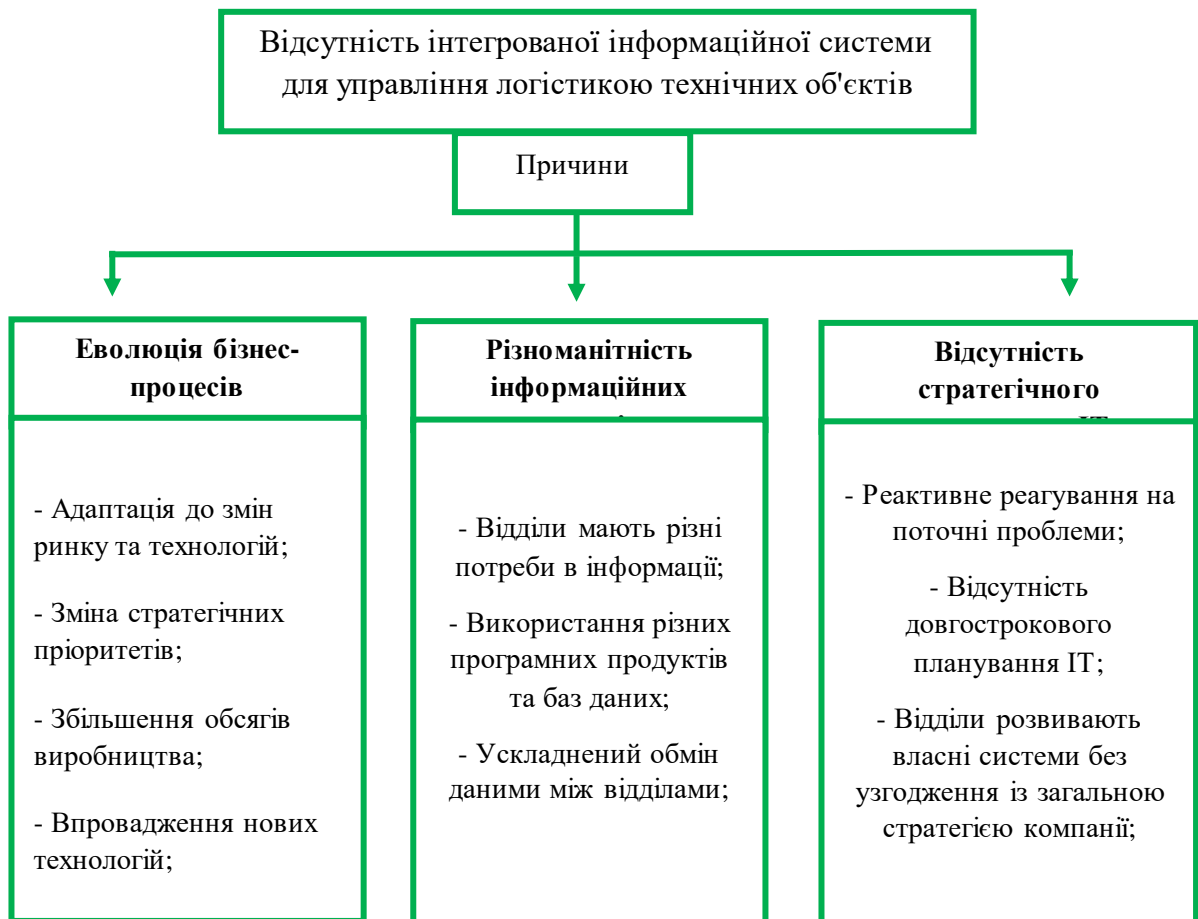 Відсутність інтегрованої інформаційної системи
для управління логістикою технічних об'єктів
Причини
Еволюція бізнес-
процесів
- Адаптація до змін
ринку та технологій;
- Зміна стратегічних
пріоритетів;
- Збільшення обсягів
виробництва;
- Впровадження нових
технологій;
Різноманітність
інформаційних
- Відділи мають різні
потреби в інформації;
- Використання різних
програмних продуктів
та баз даних;
- Ускладнений обмін
даними між відділами;
Відсутність
стратегічного
- Реактивне реагування на
поточні проблеми;
- Відсутність
довгострокового
планування ІТ;
- Відділи розвивають
власні системи без
узгодження із загальною
стратегією компанії;